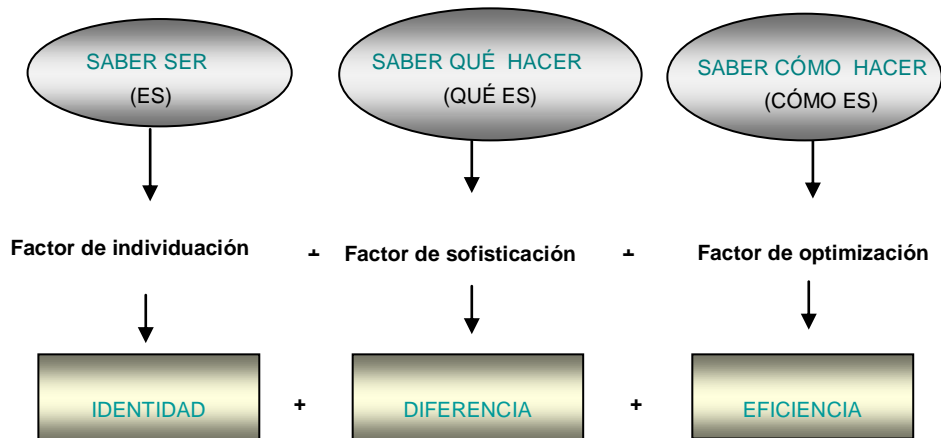 SABER SER
(ES)
SABER QUÉ HACER
(QUÉ ES)
SABER CÓMO HACER
(CÓMO ES)
Factor de individuación + Factor de sofisticación + Factor de optimización
IDENTIDAD + DIFERENCIA + EFICIENCIA